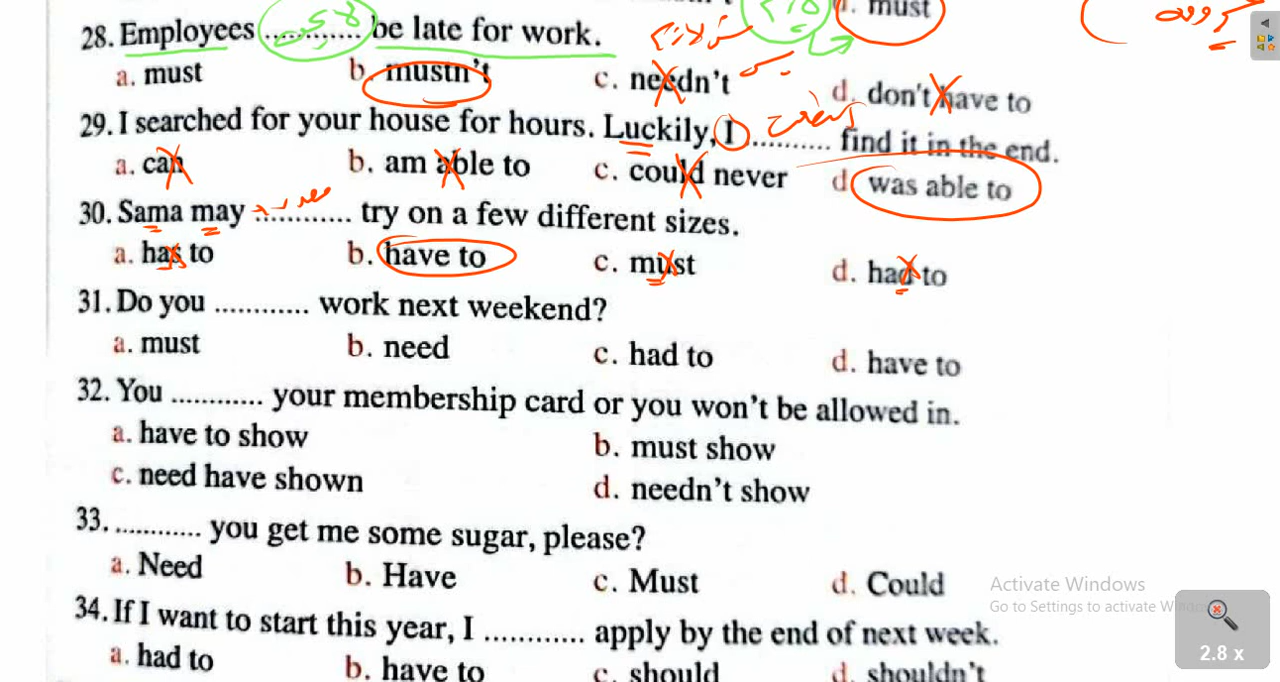 must
28. Employees ............ be late for work.
a. must b. mustn't c. needn't d. don't have to
29. I searched for your house for hours. Luckily, I ........... find it in the end.
a. can b. am able to c. could never d. was able to
30. Sama may ............ try on a few different sizes.
a. has to b. have to c. must d. had to
31. Do you ............ work next weekend?
a. must b. need c. had to d. have to
32. You ............ your membership card or you won't be allowed in.
a. have to show b. must show
c. need have shown d. needn't show
33. ............ you get me some sugar, please?
a. Need b. Have c. Must d. Could
Activate Windows
Go to Settings to activate
34. If I want to start this year, I ............ apply by the end of next week.
2.8 x
a. had to b. have to c. should d. shouldn't